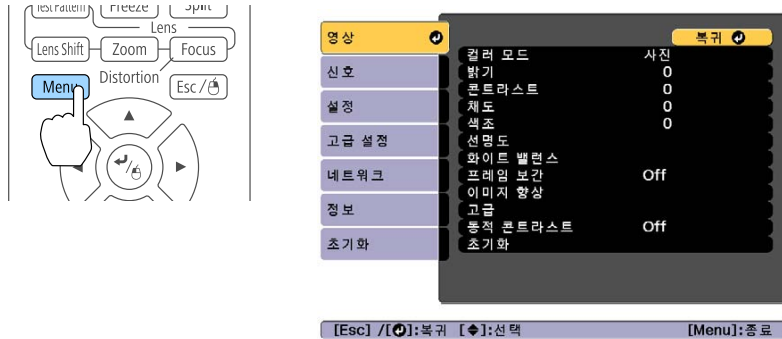 Test Pattern Freeze Split
Lens
Lens Shift Zoom Focus
Distortion
Menu
Esc /
영상
신호
설정
고급 설정
네트워크
정보
초기화
복귀
컬러 모드 사진
밝기 0
콘트라스트 0
채도 0
색조 0
선명도
화이트 밸런스
프레임 보간 Off
이미지 향상
고급
동적 콘트라스트 Off
초기화
[Esc] /[ ]:복귀 [ ]:선택 [Menu]:종료